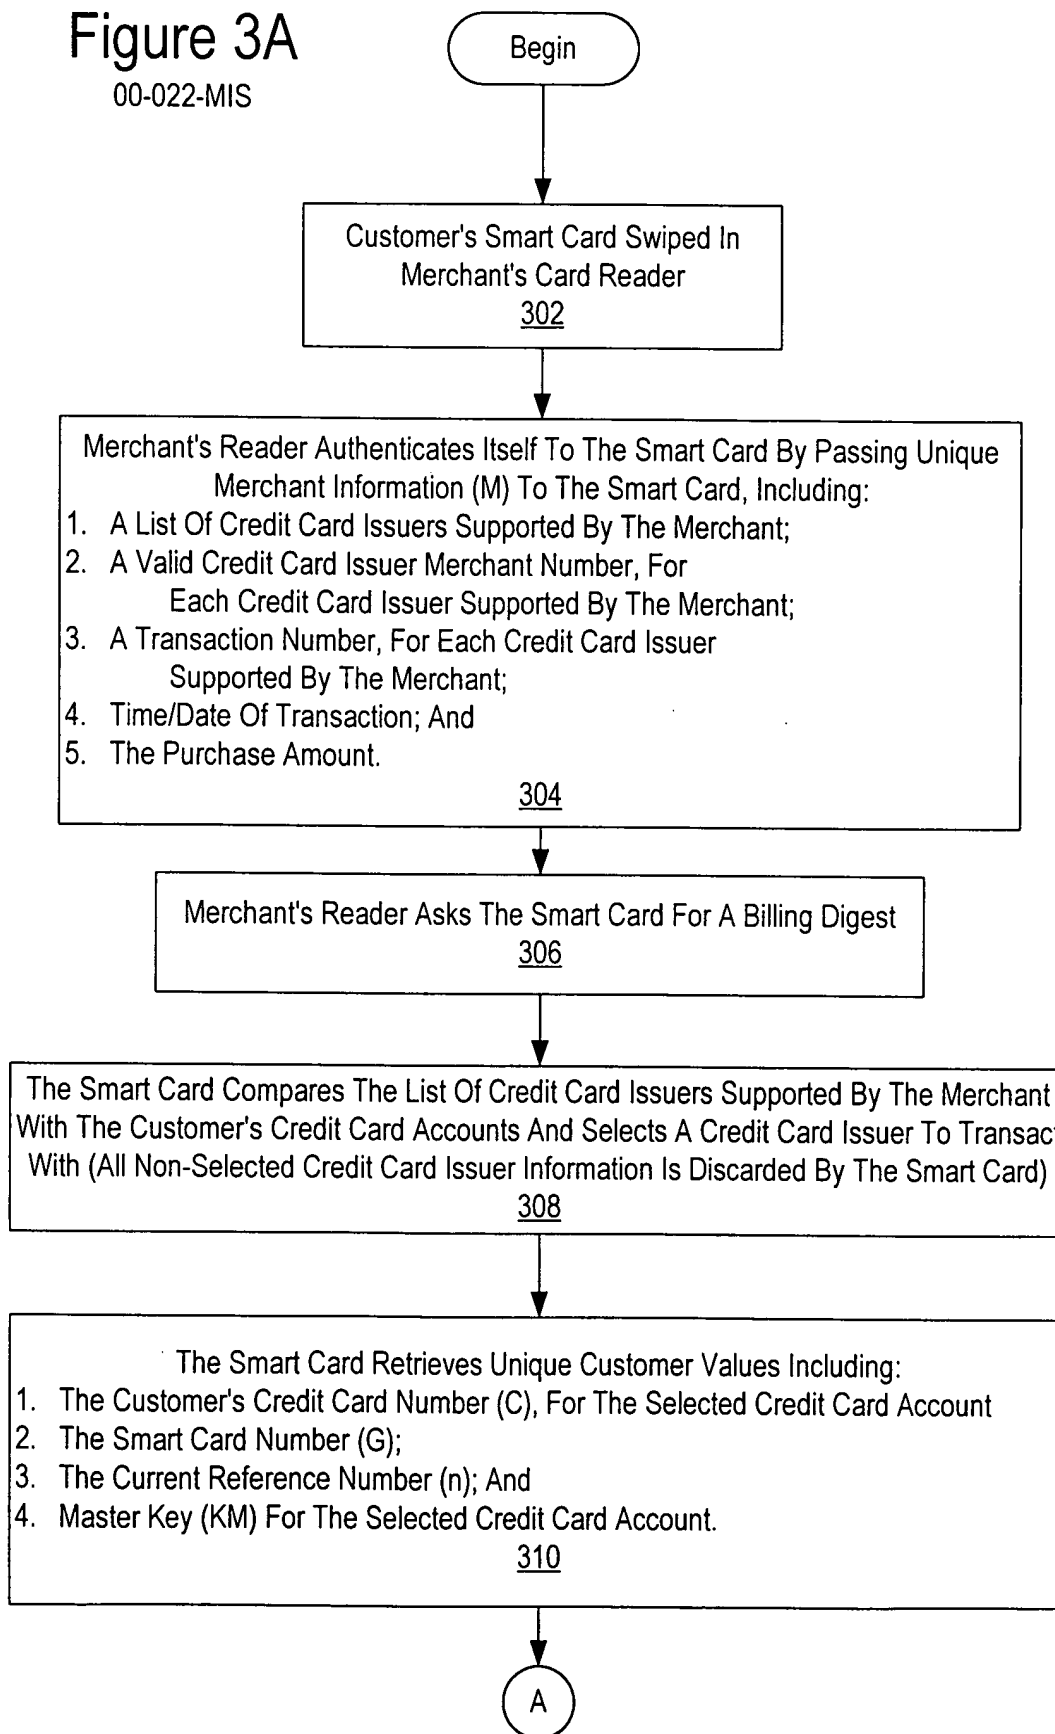 Figure 3A
00-022-MIS
Begin
Customer's Smart Card Swiped In
Merchant's Card Reader
302
Merchant's Reader Authenticates Itself To The Smart Card By Passing Unique
Merchant Information (M) To The Smart Card, Including:
1. A List Of Credit Card Issuers Supported By The Merchant;
2. A Valid Credit Card Issuer Merchant Number, For
Each Credit Card Issuer Supported By The Merchant;
3. A Transaction Number, For Each Credit Card Issuer
Supported By The Merchant;
4. Time/Date Of Transaction; And
5. The Purchase Amount.
304
Merchant's Reader Asks The Smart Card For A Billing Digest
306
The Smart Card Compares The List Of Credit Card Issuers Supported By The Merchant
With The Customer's Credit Card Accounts And Selects A Credit Card Issuer To Transact
With (All Non-Selected Credit Card Issuer Information Is Discarded By The Smart Card)
308
The Smart Card Retrieves Unique Customer Values Including:
1. The Customer's Credit Card Number (C), For The Selected Credit Card Account
2. The Smart Card Number (G);
3. The Current Reference Number (n); And
4. Master Key (KM) For The Selected Credit Card Account.
310
A